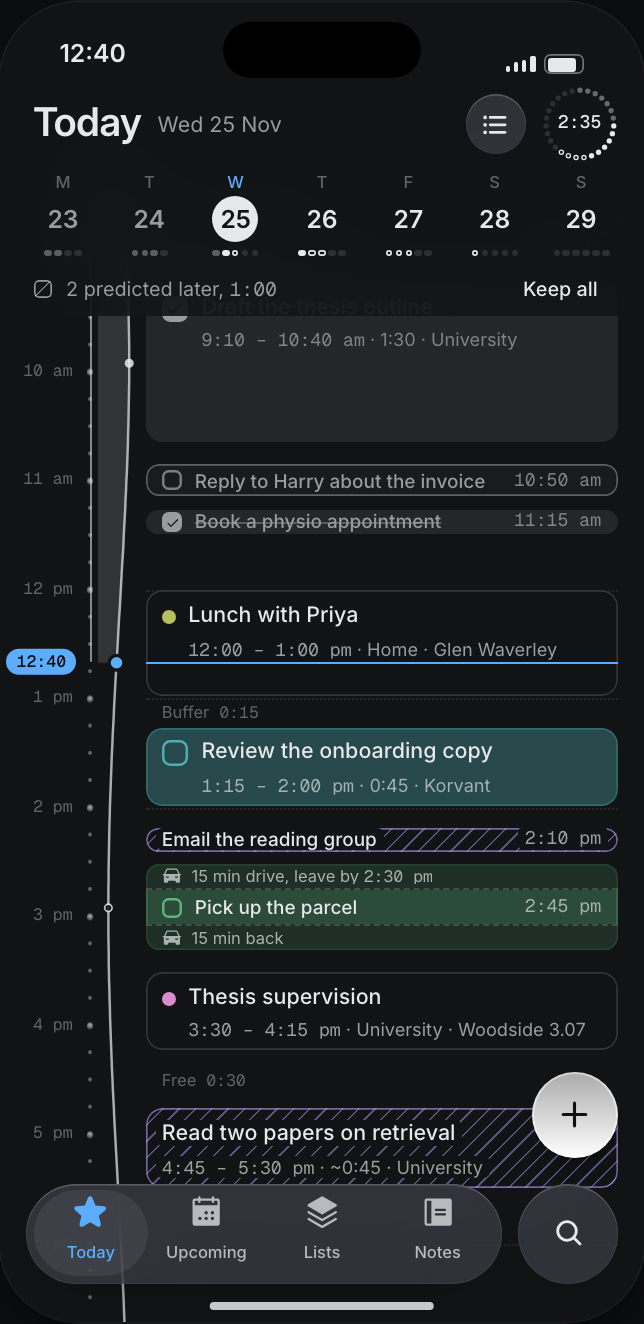 12:40
Today Wed 25 Nov
2:35
M T W T F S S
23 24 25 26 27 28 29
2 predicted later, 1:00 Keep all
Draft the thesis outline
9:10 – 10:40 am · 1:30 · University
10 am
11 am
Reply to Harry about the invoice 10:50 am
Book a physio appointment 11:15 am
12 pm
Lunch with Priya
12:00 – 1:00 pm · Home · Glen Waverley
12:40
1 pm
Buffer 0:15
Review the onboarding copy
1:15 – 2:00 pm · 0:45 · Korvant
2 pm
Email the reading group 2:10 pm
15 min drive, leave by 2:30 pm
Pick up the parcel 2:45 pm
3 pm
15 min back
Thesis supervision
3:30 – 4:15 pm · University · Woodside 3.07
4 pm
Free 0:30
Read two papers on retrieval
5 pm
4:45 – 5:30 pm · ~0:45 · University
Today Upcoming Lists Notes